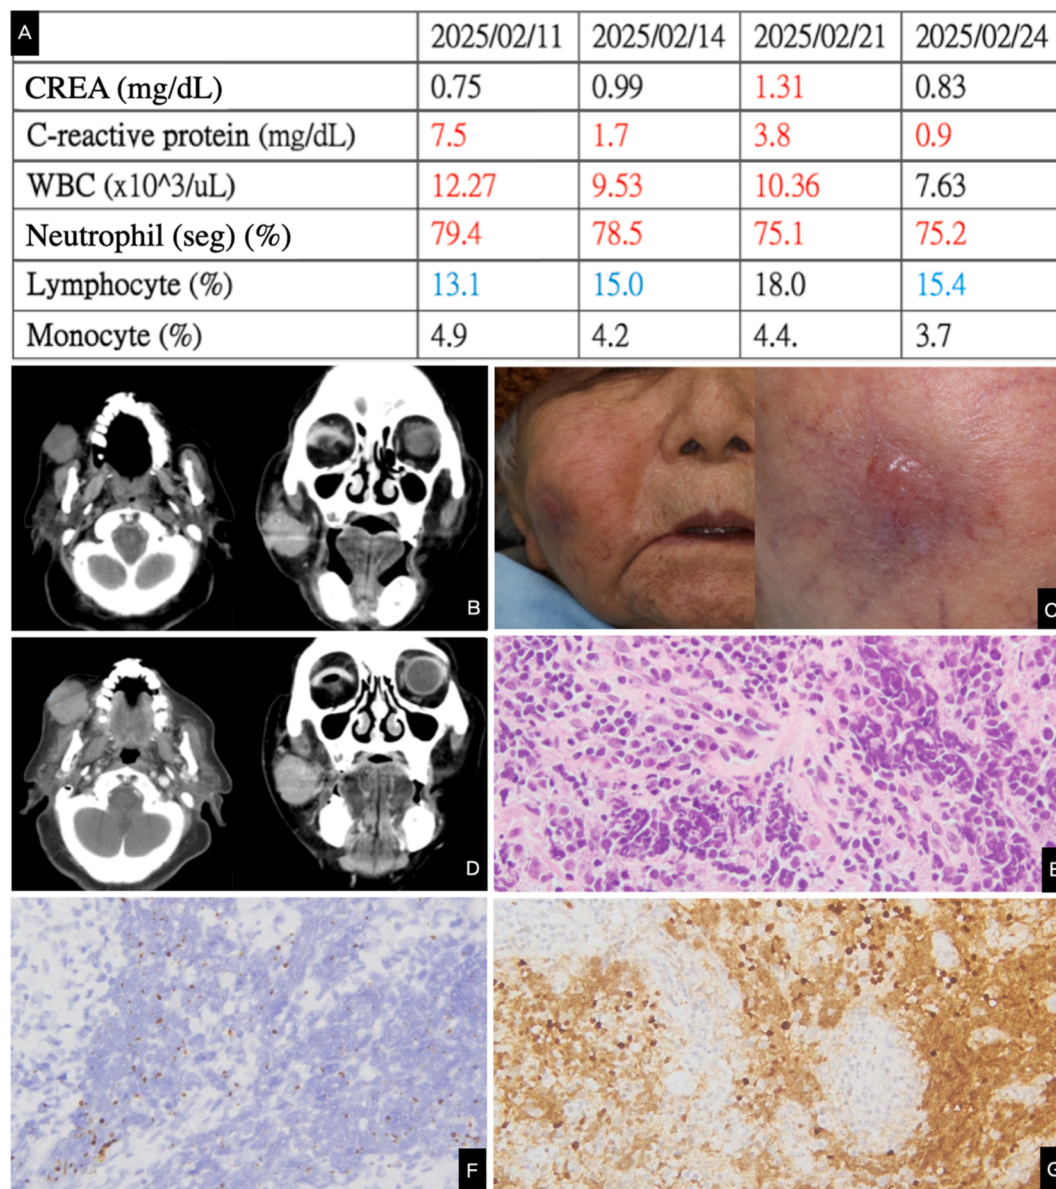 A 2025/02/11 2025/02/14 2025/02/21 2025/02/24
CREA (mg/dL) 0.75 0.99 1.31 0.83
C-reactive protein (mg/dL) 7.5 1.7 3.8 0.9
WBC (x10^3/uL) 12.27 9.53 10.36 7.63
Neutrophil (seg) (%) 79.4 78.5 75.1 75.2
Lymphocyte (%) 13.1 15.0 18.0 15.4
Monocyte (%) 4.9 4.2 4.4. 3.7
B
C
D
E
F
G